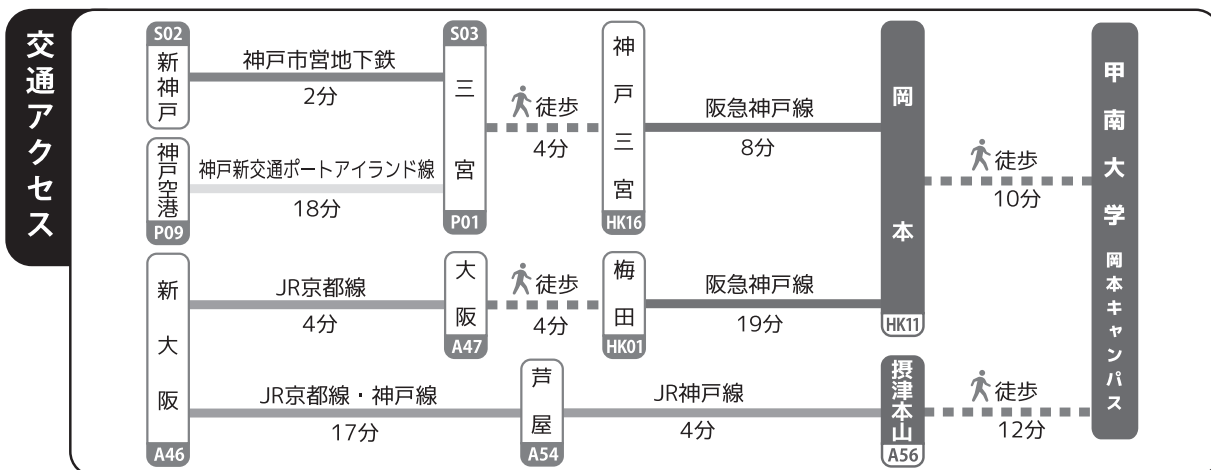 交通アクセス
S02
新神戸
神戸市営地下鉄
2分
神戸空港
P09
神戸新交通ポートアイランド線
18分
S03
三宮
P01
徒歩
4分
神戸三宮
HK16
阪急神戸線
8分
新大阪
A46
JR京都線
4分
大阪
A47
徒歩
4分
梅田
HK01
阪急神戸線
19分
岡本
HK11
徒歩
10分
JR京都線・神戸線
17分
芦屋
A54
JR神戸線
4分
摂津本山
A56
徒歩
12分
甲南大学 岡本キャンパス